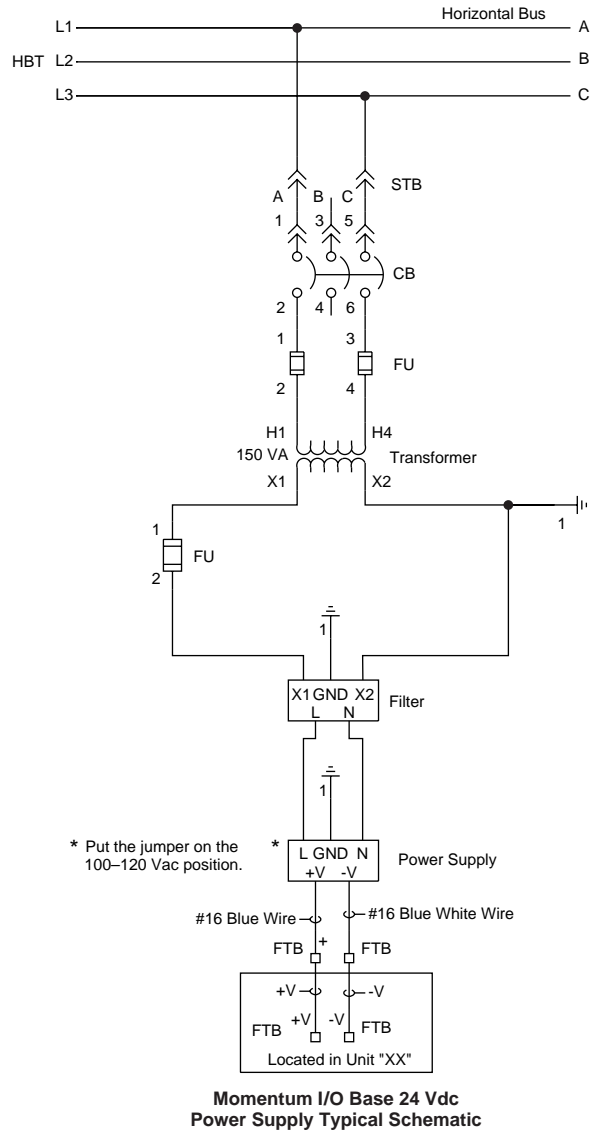 L1 Horizontal Bus A
HBT L2 B
L3 C
STB
A B C
1 3 5
CB
2 4 6
1 3
FU
2 4
H1 H4
150 VA Transformer
X1 X2
1
1
FU
2
1
X1 GND X2
Filter
L N
1
* Put the jumper on the
100–120 Vac position.
*
L GND N
Power Supply
+V -V
#16 Blue Wire #16 Blue White Wire
+
FTB FTB
+V -V
+V -V
FTB FTB
Located in Unit "XX"
Momentum I/O Base 24 Vdc
Power Supply Typical Schematic